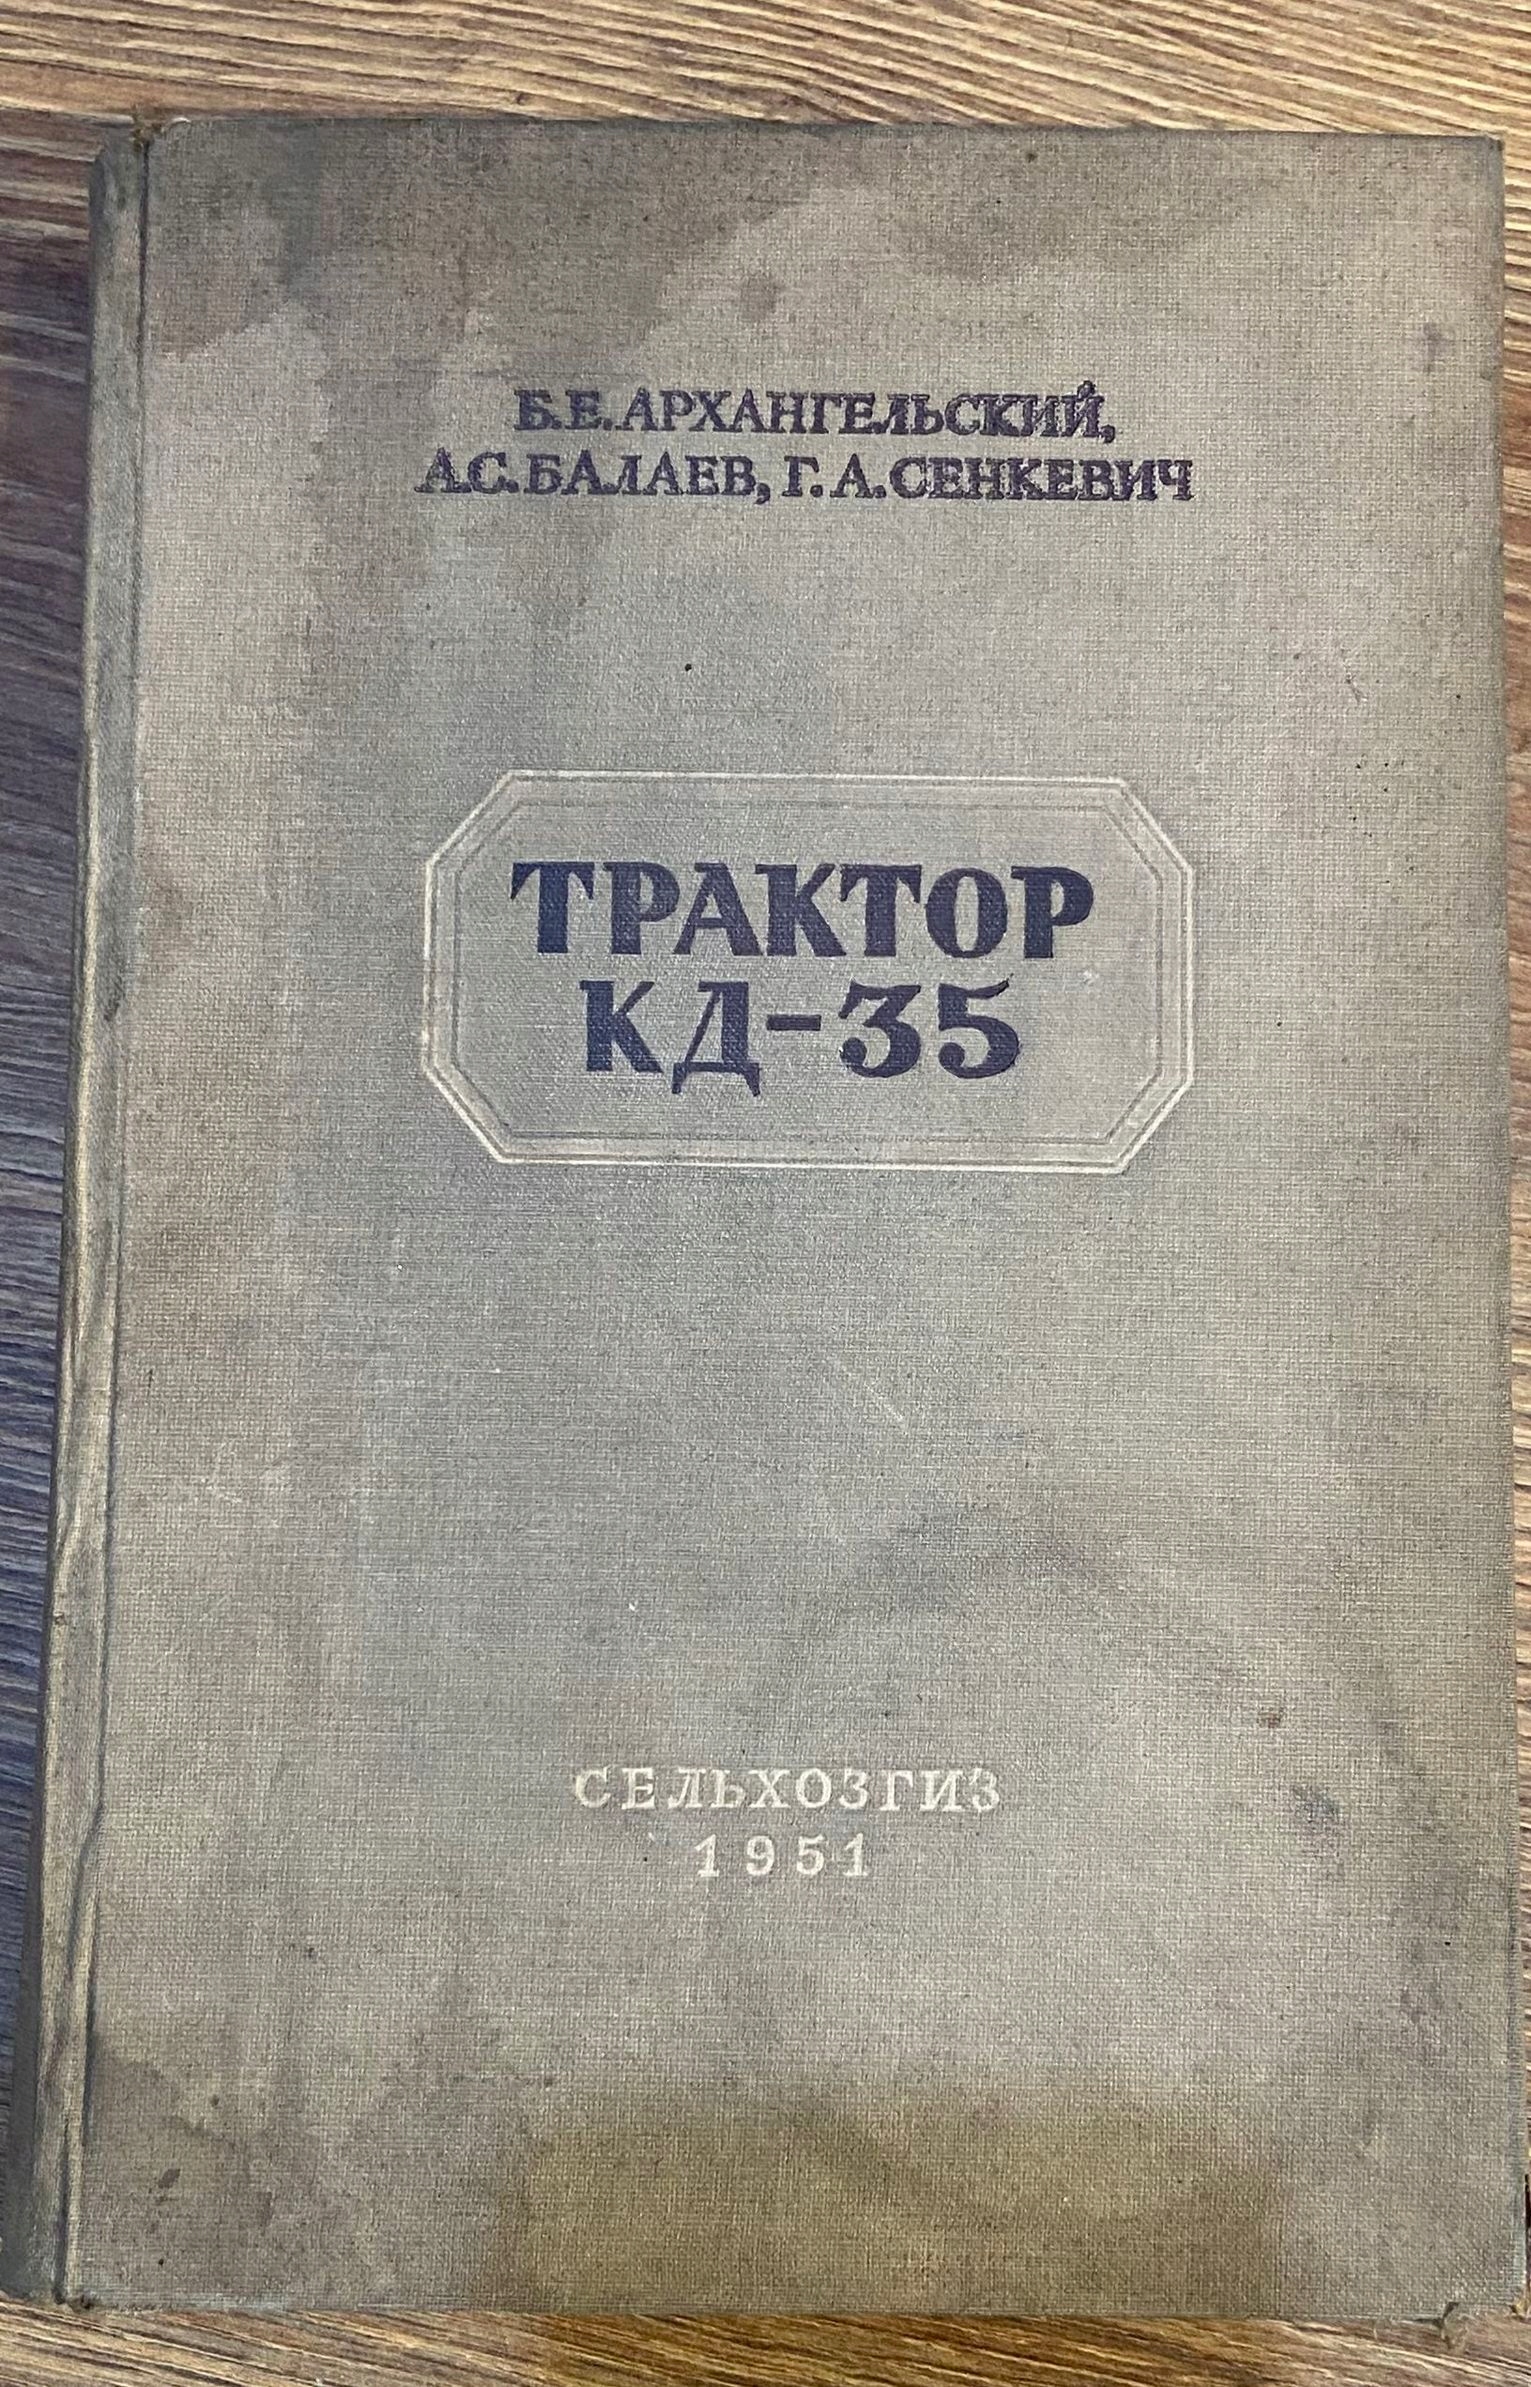 Б.Е.АРХАНГЕЛЬСКИЙ,
А.С.БАЛАЕВ, Г.А.СЕНКЕВИЧ
ТРАКТОР
КД-35
СЕЛЬХОЗГИЗ
1951